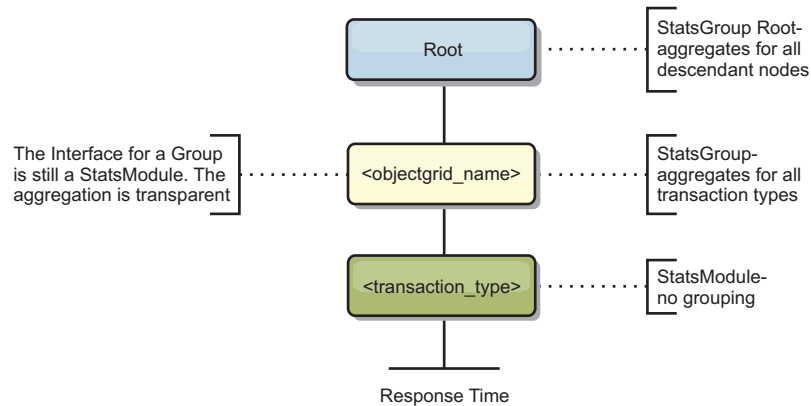 Root
StatsGroup Root-
aggregates for all
descendant nodes
The Interface for a Group
is still a StatsModule. The
aggregation is transparent
<objectgrid_name>
StatsGroup-
aggregates for all
transaction types
<transaction_type>
StatsModule-
no grouping
Response Time